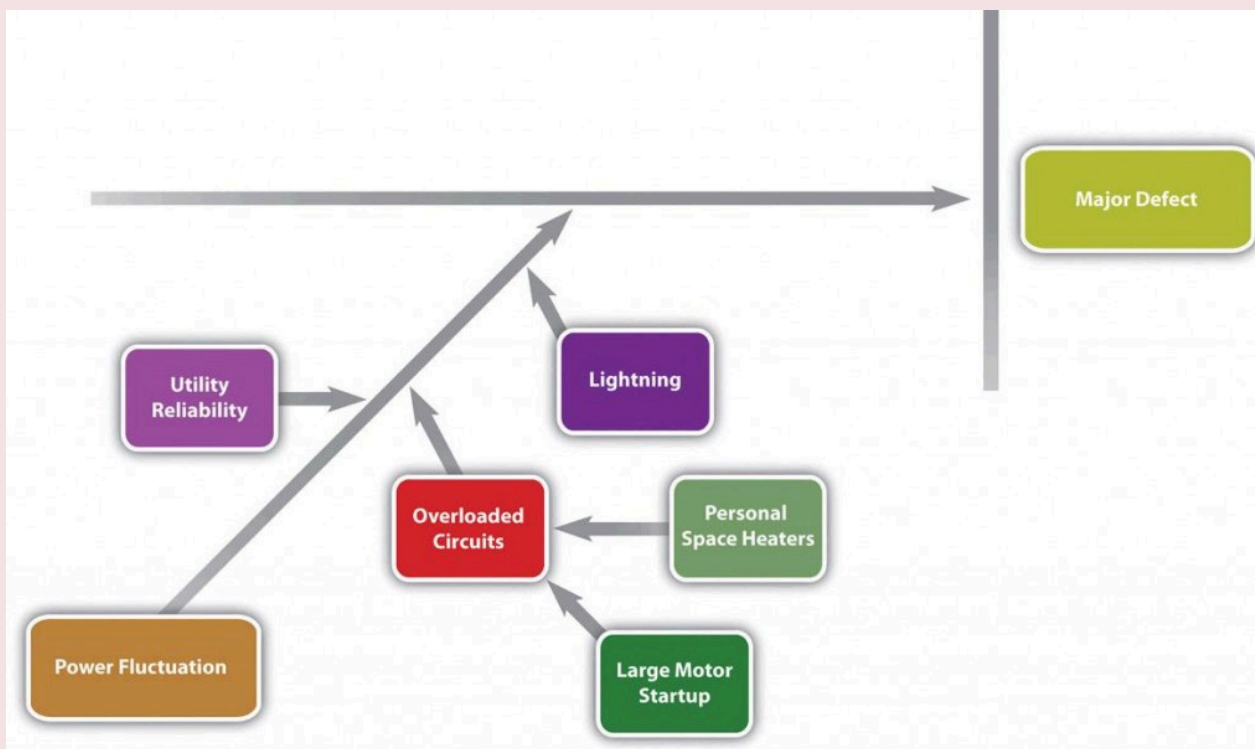 Major Defect
Utility
Reliability
Lightning
Overloaded
Circuits
Personal
Space Heaters
Power Fluctuation
Large Motor
Startup